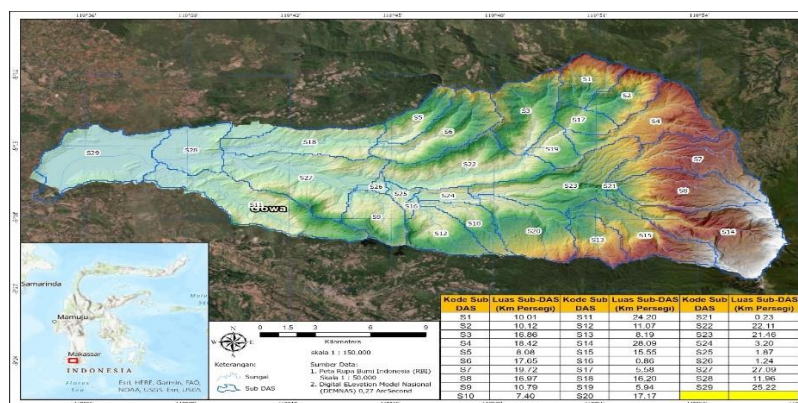 S1
S2
S3
S4
S5
S6
S17
S7
S18
S19
S22
S29
S28
S27
S26
S25
S24
S23
S21
S8
S16
S11
Gowa
S9
S10
S12
S20
S13
S15
S14
Samarinda
Mamuju
Makassar
INDONESIA
Flores Sea
Esri, HERE, Garmin, FAO,
NOAA, USGS, Esri, USGS
0 1.5 3 6 9
Kilometers
skala 1 : 150.000
Keterangan:
Sungai
Sub DAS
Sumber Data:
1. Peta Rupa Bumi Indonesia (RBI)
Skala 1 : 50.000
2. Digital Elevation Model Nasional
(DEMNAS) 0,27 ArcSecond
Kode Sub DAS Luas Sub-DAS (Km Persegi) Kode Sub DAS Luas Sub-DAS (Km Persegi) Kode Sub DAS Luas Sub-DAS (Km Persegi)
S1 10.01 S11 24.20 S21 0.23
S2 10.12 S12 11.07 S22 22.11
S3 16.86 S13 8.19 S23 21.46
S4 18.42 S14 28.09 S24 3.20
S5 8.08 S15 15.55 S25 1.87
S6 17.65 S16 0.86 S26 1.24
S7 19.72 S17 5.58 S27 27.09
S8 16.97 S18 16.20 S28 11.96
S9 10.79 S19 5.94 S29 25.22
S10 7.40 S20 17.17